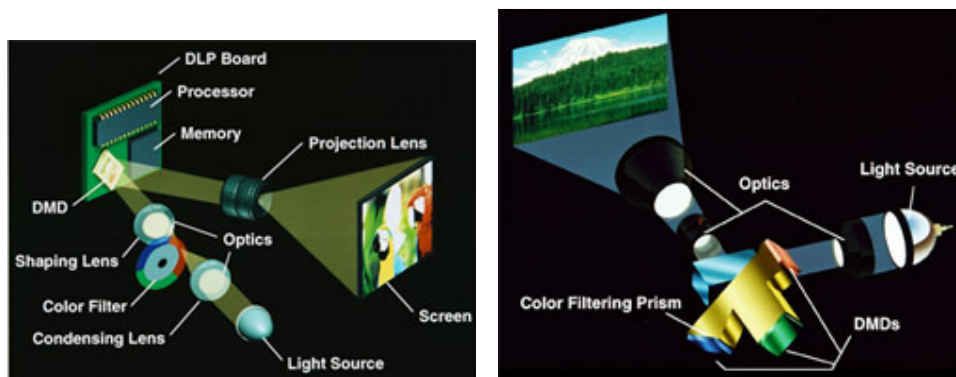 DLP Board
Processor
Memory
Projection Lens
DMD
Optics
Shaping Lens
Color Filter
Condensing Lens
Light Source
Screen
Optics
Light Source
Color Filtering Prism
DMDs